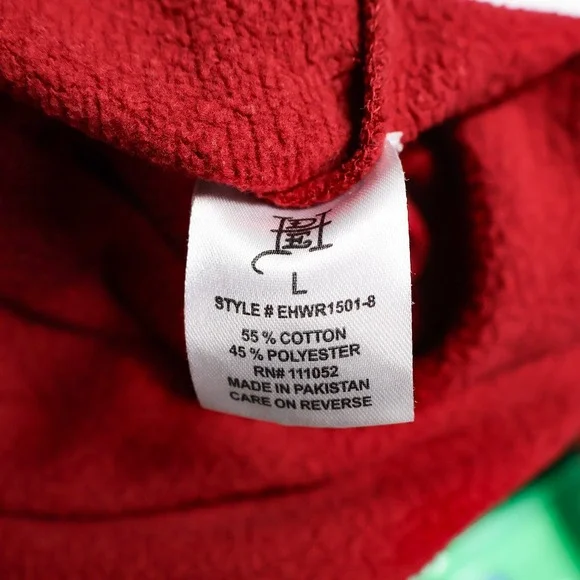 L
STYLE # EHWR1501-8
55 % COTTON
45 % POLYESTER
RN# 111052
MADE IN PAKISTAN
CARE ON REVERSE